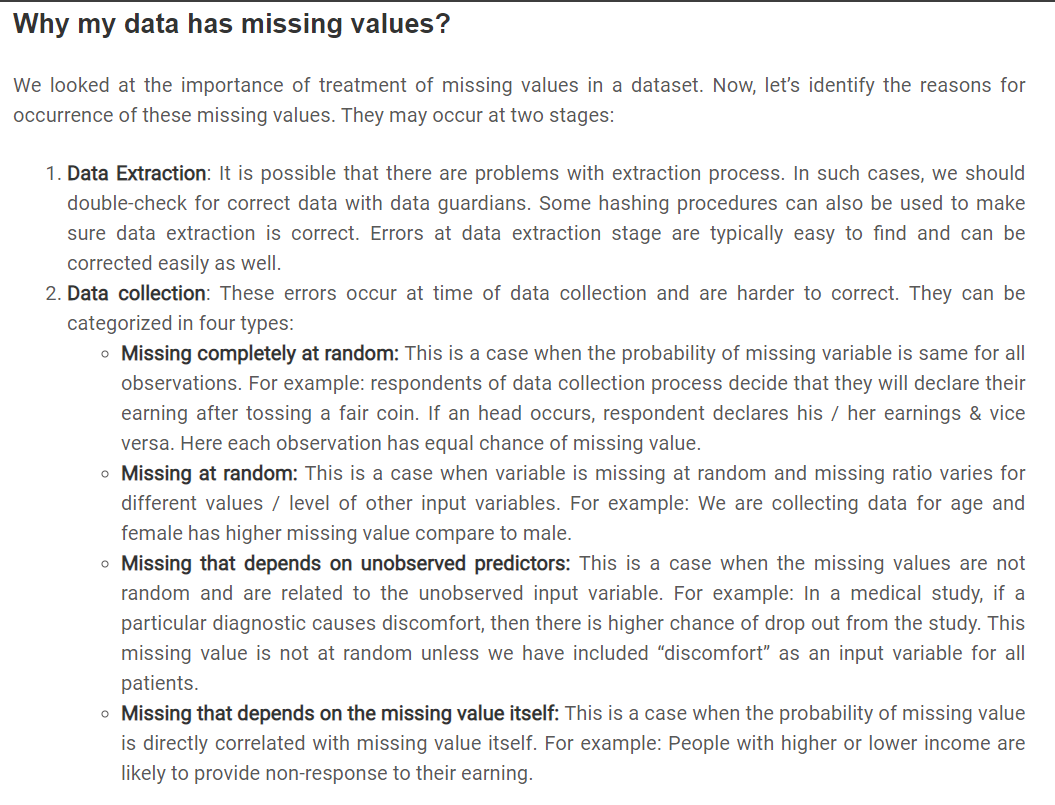 Why my data has missing values?
We looked at the importance of treatment of missing values in a dataset. Now, let’s identify the reasons for
occurrence of these missing values. They may occur at two stages:
1. Data Extraction: It is possible that there are problems with extraction process. In such cases, we should
double-check for correct data with data guardians. Some hashing procedures can also be used to make
sure data extraction is correct. Errors at data extraction stage are typically easy to find and can be
corrected easily as well.
2. Data collection: These errors occur at time of data collection and are harder to correct. They can be
categorized in four types:
◦ Missing completely at random: This is a case when the probability of missing variable is same for all
observations. For example: respondents of data collection process decide that they will declare their
earning after tossing a fair coin. If an head occurs, respondent declares his / her earnings & vice
versa. Here each observation has equal chance of missing value.
◦ Missing at random: This is a case when variable is missing at random and missing ratio varies for
different values / level of other input variables. For example: We are collecting data for age and
female has higher missing value compare to male.
◦ Missing that depends on unobserved predictors: This is a case when the missing values are not
random and are related to the unobserved input variable. For example: In a medical study, if a
particular diagnostic causes discomfort, then there is higher chance of drop out from the study. This
missing value is not at random unless we have included “discomfort” as an input variable for all
patients.
◦ Missing that depends on the missing value itself: This is a case when the probability of missing value
is directly correlated with missing value itself. For example: People with higher or lower income are
likely to provide non-response to their earning.